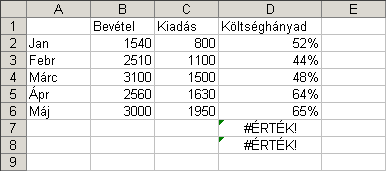 A B C D E
1 Bevétel Kiadás Költséghányad
2 Jan 1540 800 52%
3 Febr 2510 1100 44%
4 Márc 3100 1500 48%
5 Ápr 2560 1630 64%
6 Máj 3000 1950 65%
7 #ÉRTÉK!
8 #ÉRTÉK!
9